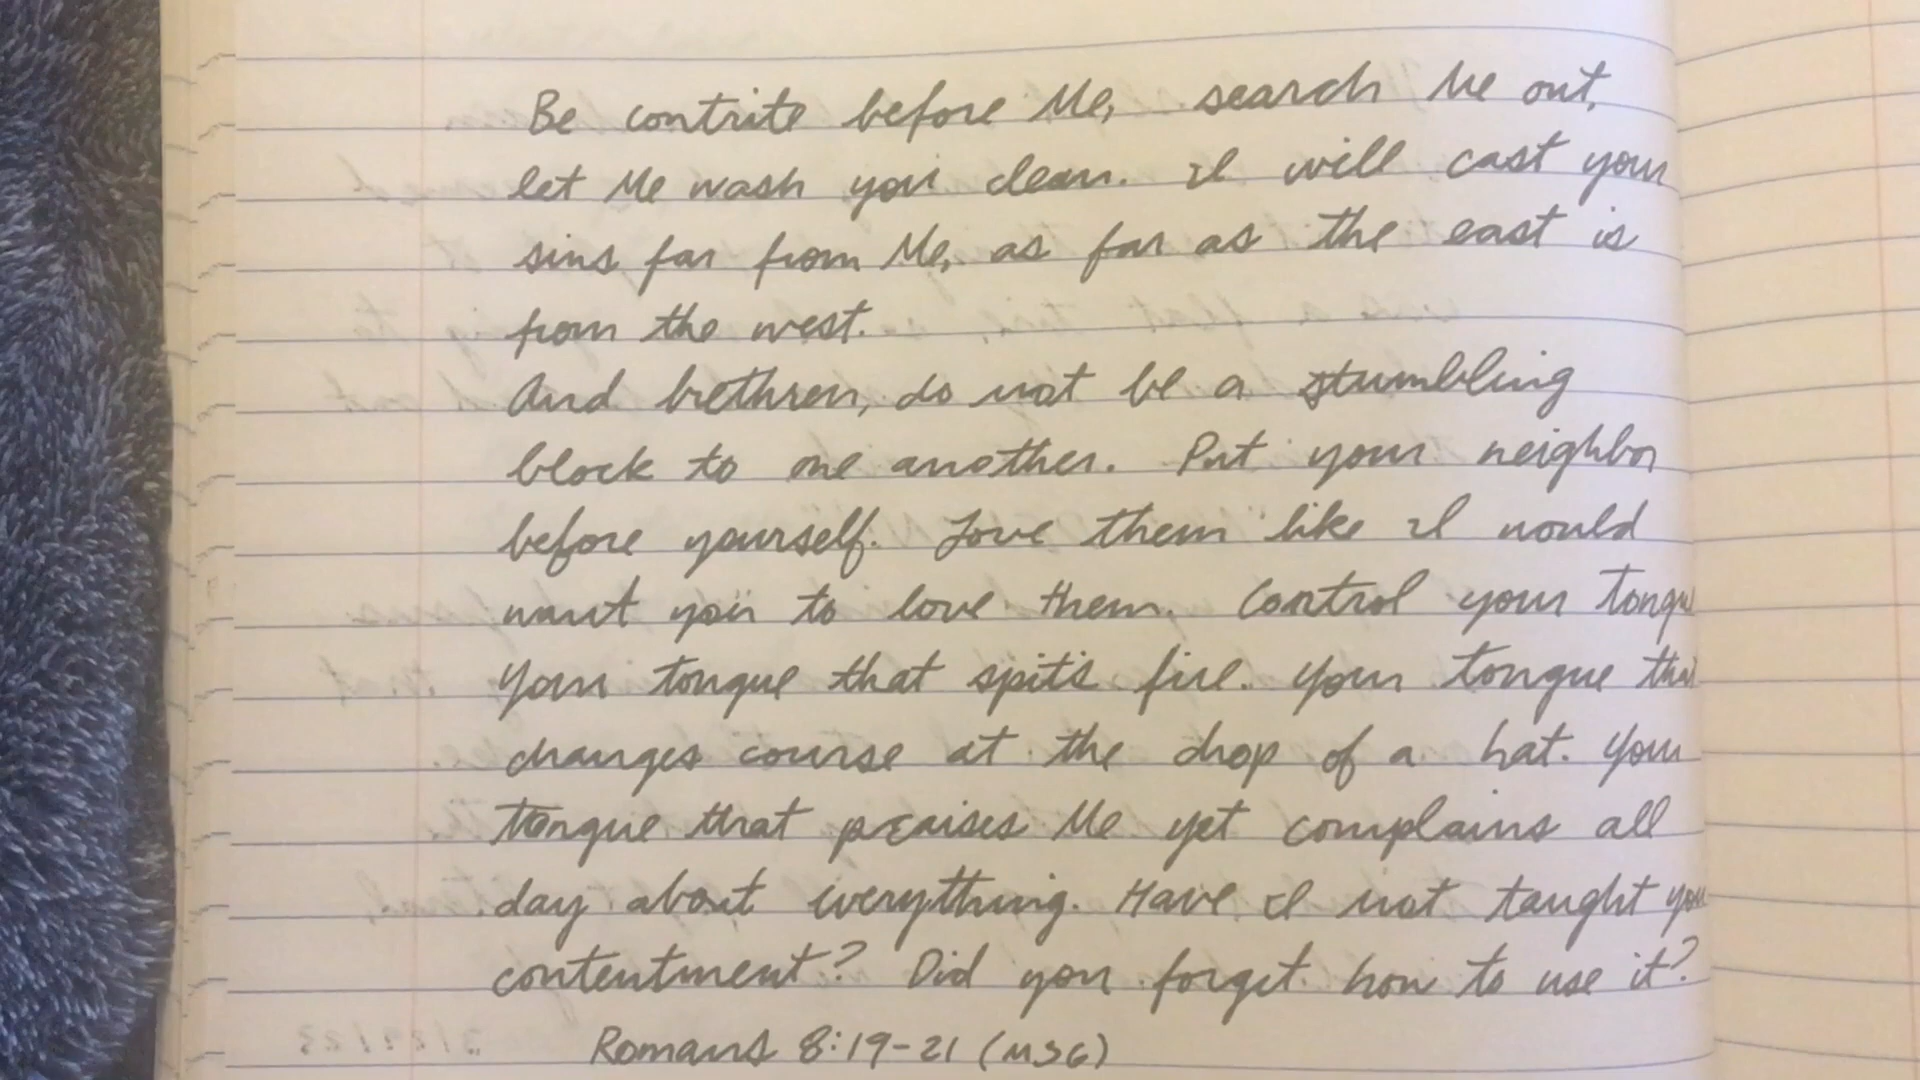 Be contrite before Me, search Me out,
let Me wash you clean. I will cast your
sins far from Me, as far as the east is
from the west.
And brethren, do not be a stumbling
block to one another. Put your neighbor
before yourself. Love them like I would
want you to love them. Control your tongue
Your tongue that spits fire. Your tongue that
changes course at the drop of a hat. Your
tongue that praises Me yet complains all
day about everything. Have I not taught you
contentment? Did you forget how to use it?
Romans 8:19-21 (MSG)